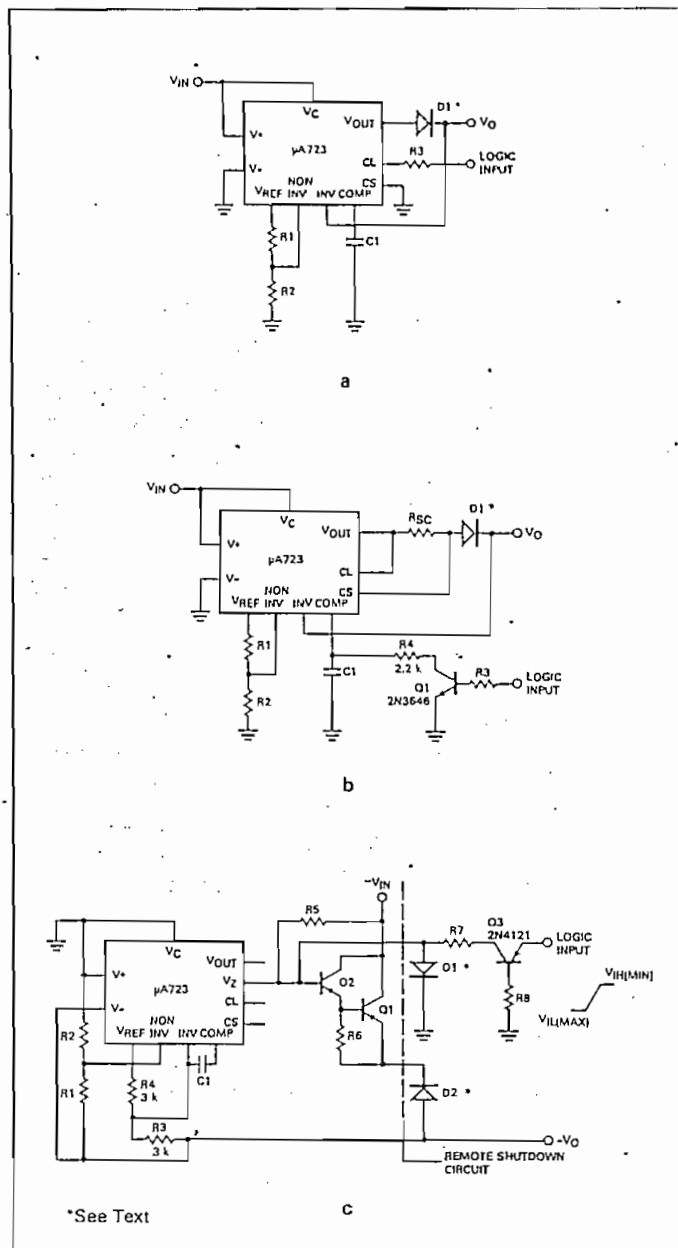 VIN
VC
V+
VOUT
D1 *
VO
µA723
CL
R3
LOGIC
INPUT
V-
CS
NON
VREF INV INV COMP
R1
C1
R2
a
VIN
VC
VOUT
RSC
D1 *
VO
V+
µA723
CL
V-
CS
NON
VREF INV INV COMP
R1
R4
2.2 k
C1
R3
LOGIC
INPUT
R2
Q1
2N3646
b
-VIN
R5
VC
VOUT
V+
VZ
µA723
V-
CL
CS
R2
NON
VREF INV INV COMP
R4
3 k
C1
R1
R3
3 k
Q2
Q1
R6
R7
Q3
2N4121
LOGIC
INPUT
D1 *
R8
VIH[MIN]
VIL[MAX]
D2 *
-VO
REMOTE SHUTDOWN
CIRCUIT
*See Text
c